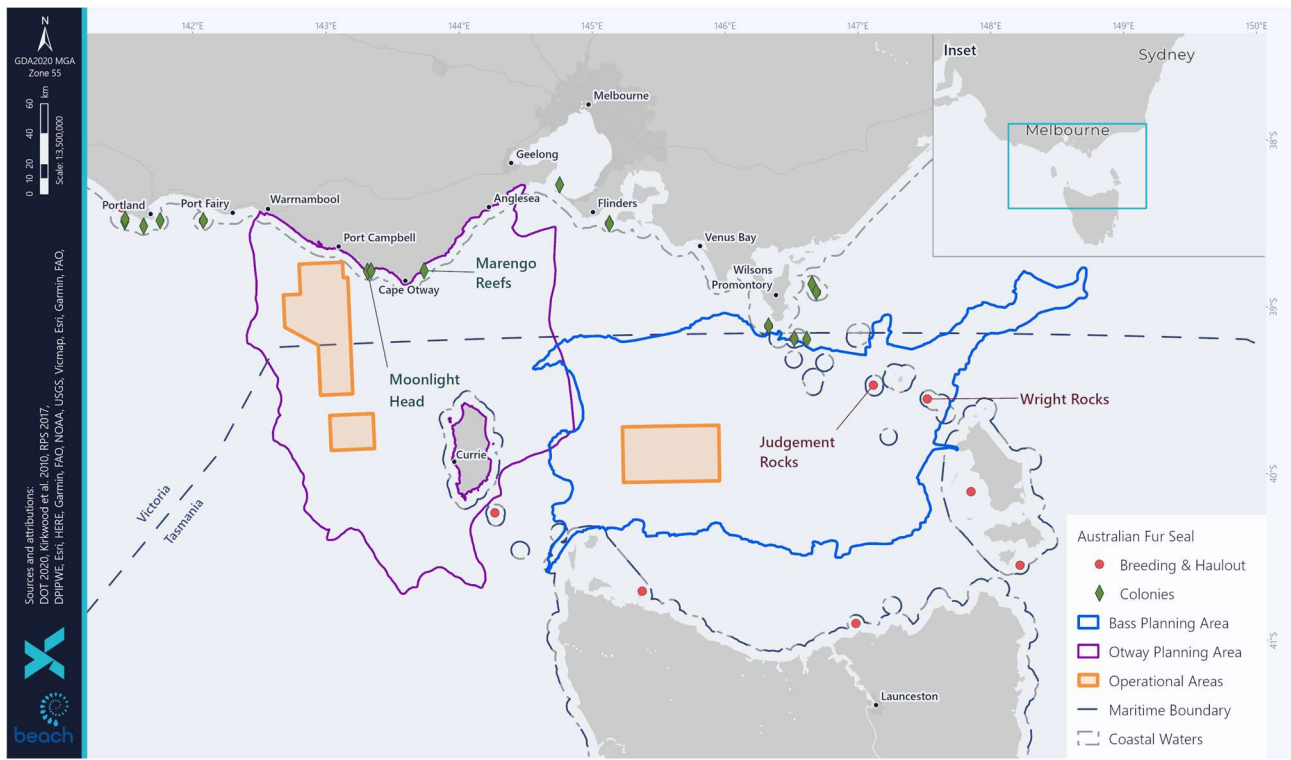 N
GDA2020 MGA
Zone 55
0 10 20 40 60
km
Scale: 1:3,500,000
Sources and attributions:
DOT 2020, Kirkwood et al. 2010, RPS 2017,
DPIPWE, Esri, HERE, Garmin, FAO, NOAA, USGS, Vicmap, Esri, Garmin, FAO,
beach
142°E
143°E
144°E
145°E
146°E
147°E
148°E
149°E
150°E
38°S
39°S
40°S
41°S
Inset
Sydney
Melbourne
Melbourne
Geelong
Portland
Port Fairy
Warnambool
Anglesea
Flinders
Port Campbell
Venus Bay
Marengo
Reefs
Cape Otway
Wilsons
Promontory
Moonlight
Head
Wright Rocks
Judgement
Rocks
Currie
Victoria
Tasmania
Launceston
Australian Fur Seal
Breeding & Haulout
Colonies
Bass Planning Area
Otway Planning Area
Operational Areas
Maritime Boundary
Coastal Waters